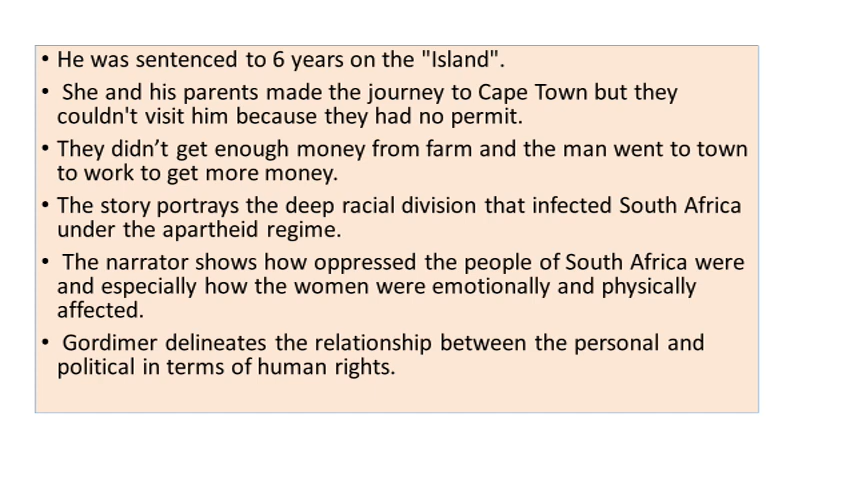 • He was sentenced to 6 years on the "Island".
• She and his parents made the journey to Cape Town but they
couldn't visit him because they had no permit.
• They didn’t get enough money from farm and the man went to town
to work to get more money.
• The story portrays the deep racial division that infected South Africa
under the apartheid regime.
• The narrator shows how oppressed the people of South Africa were
and especially how the women were emotionally and physically
affected.
• Gordimer delineates the relationship between the personal and
political in terms of human rights.